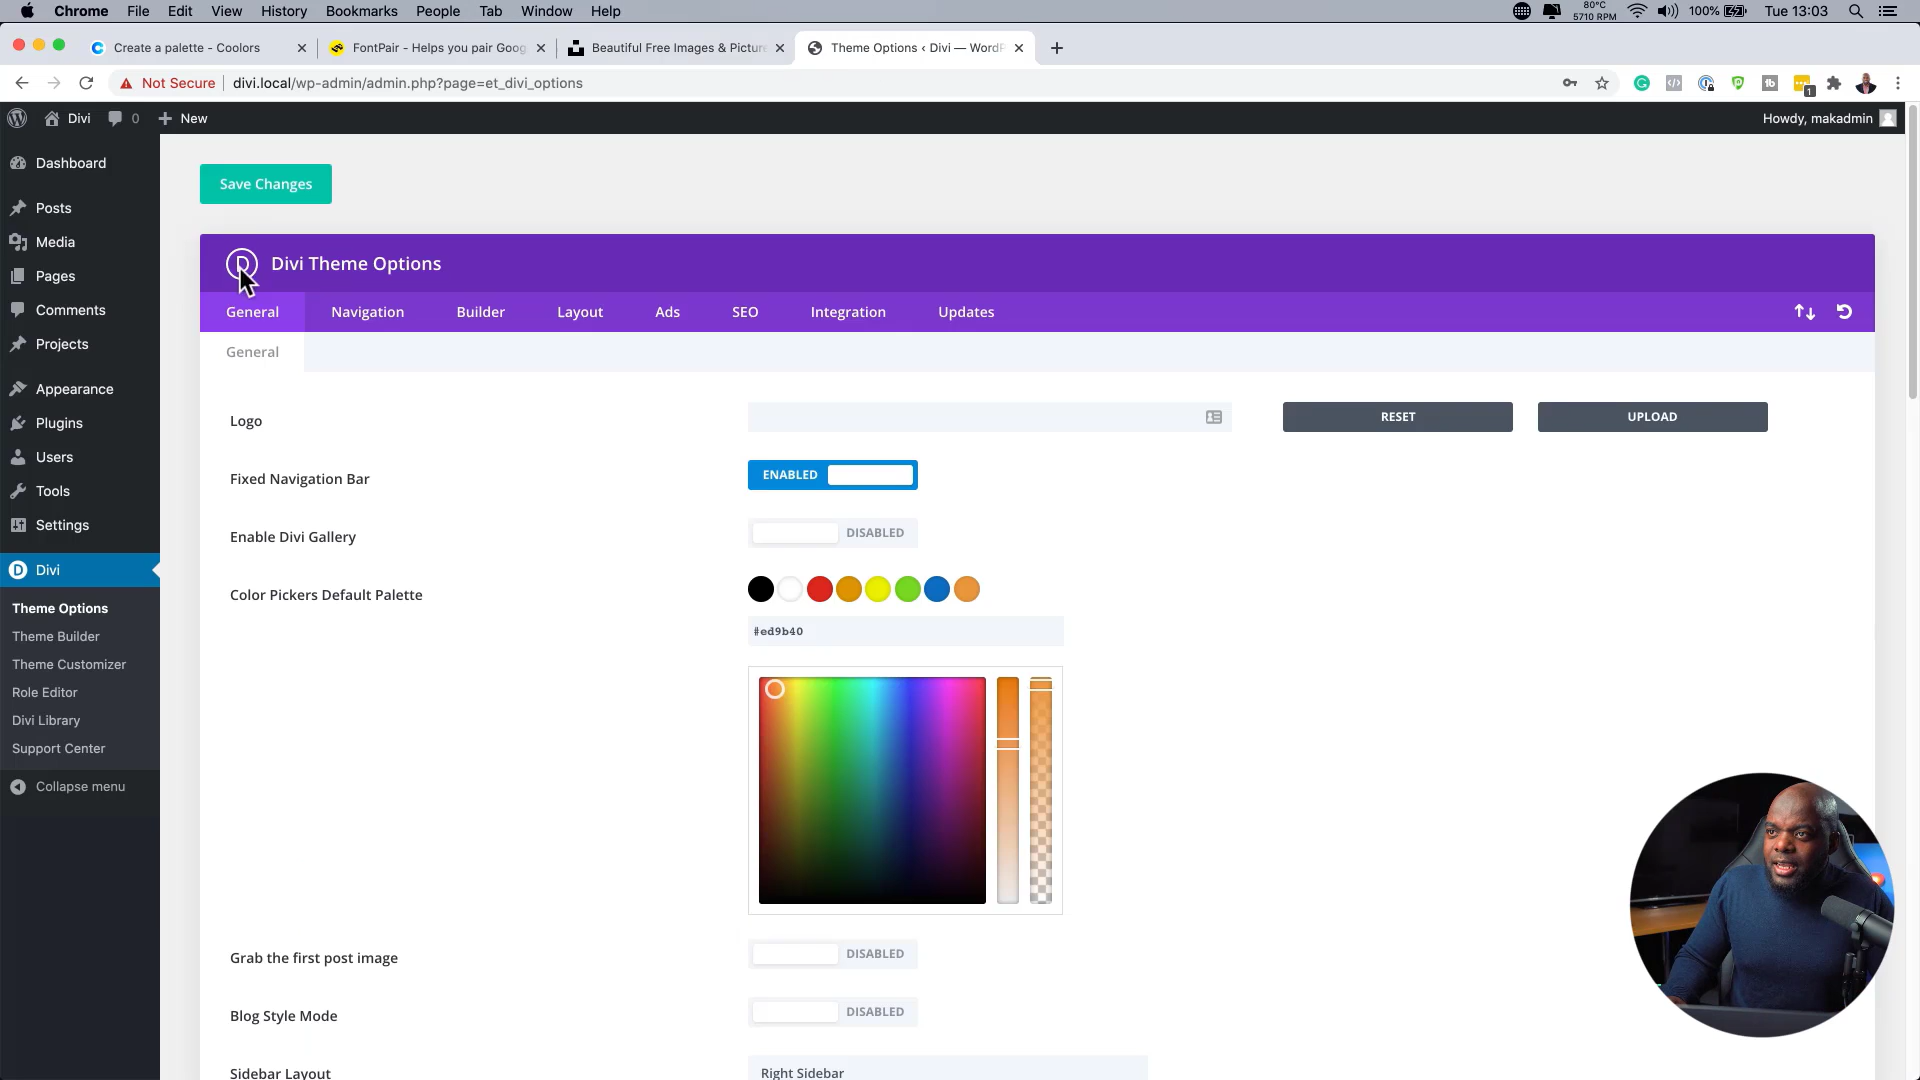 Chrome File Edit View History Bookmarks People Tab Window Help
80°C
5710 RPM
100%
Tue 13:03
Create a palette - Coolors
FontPair - Helps you pair Goog
Beautiful Free Images & Picture
Theme Options ‹ Divi — WordP
Not Secure
divi.local/wp-admin/admin.php?page=et_divi_options
1
Divi
0
New
Howdy, makadmin
Dashboard
Posts
Media
Pages
Comments
Projects
Appearance
Plugins
Users
Tools
Settings
Divi
Theme Options
Theme Builder
Theme Customizer
Role Editor
Divi Library
Support Center
Collapse menu
Save Changes
Divi Theme Options
General Navigation Builder Layout Ads SEO Integration Updates
General
Logo
RESET
UPLOAD
Fixed Navigation Bar
ENABLED
Enable Divi Gallery
DISABLED
Color Pickers Default Palette
#ed9b40
Grab the first post image
DISABLED
Blog Style Mode
DISABLED
Sidebar Layout
Right Sidebar